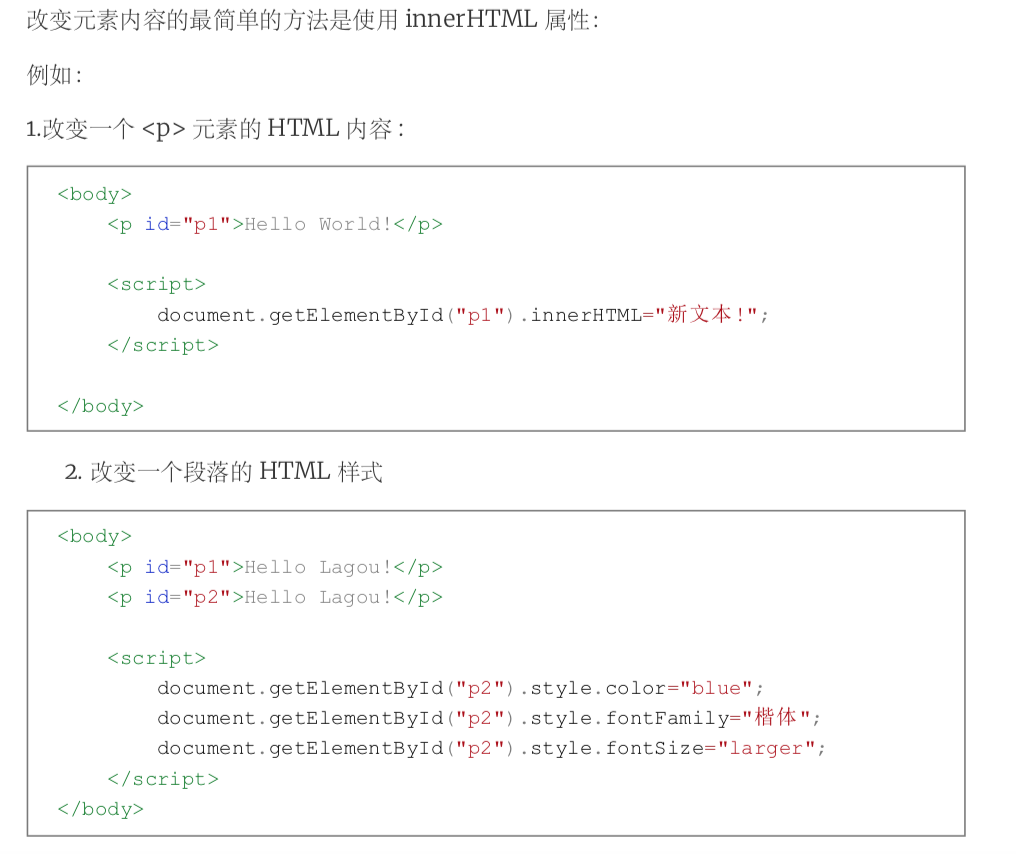 改变元素内容的最简单的方法是使用 innerHTML 属性:
例如:
1.改变一个 <p> 元素的 HTML 内容 :
<body>
    <p id="p1">Hello World!</p>
    <script>
        document.getElementById("p1").innerHTML="新文本!";
    </script>
</body>
2. 改变一个段落的 HTML 样式
<body>
    <p id="p1">Hello Lagou!</p>
    <p id="p2">Hello Lagou!</p>
    <script>
        document.getElementById("p2").style.color="blue";
        document.getElementById("p2").style.fontFamily="楷体";
        document.getElementById("p2").style.fontSize="larger";
    </script>
</body>